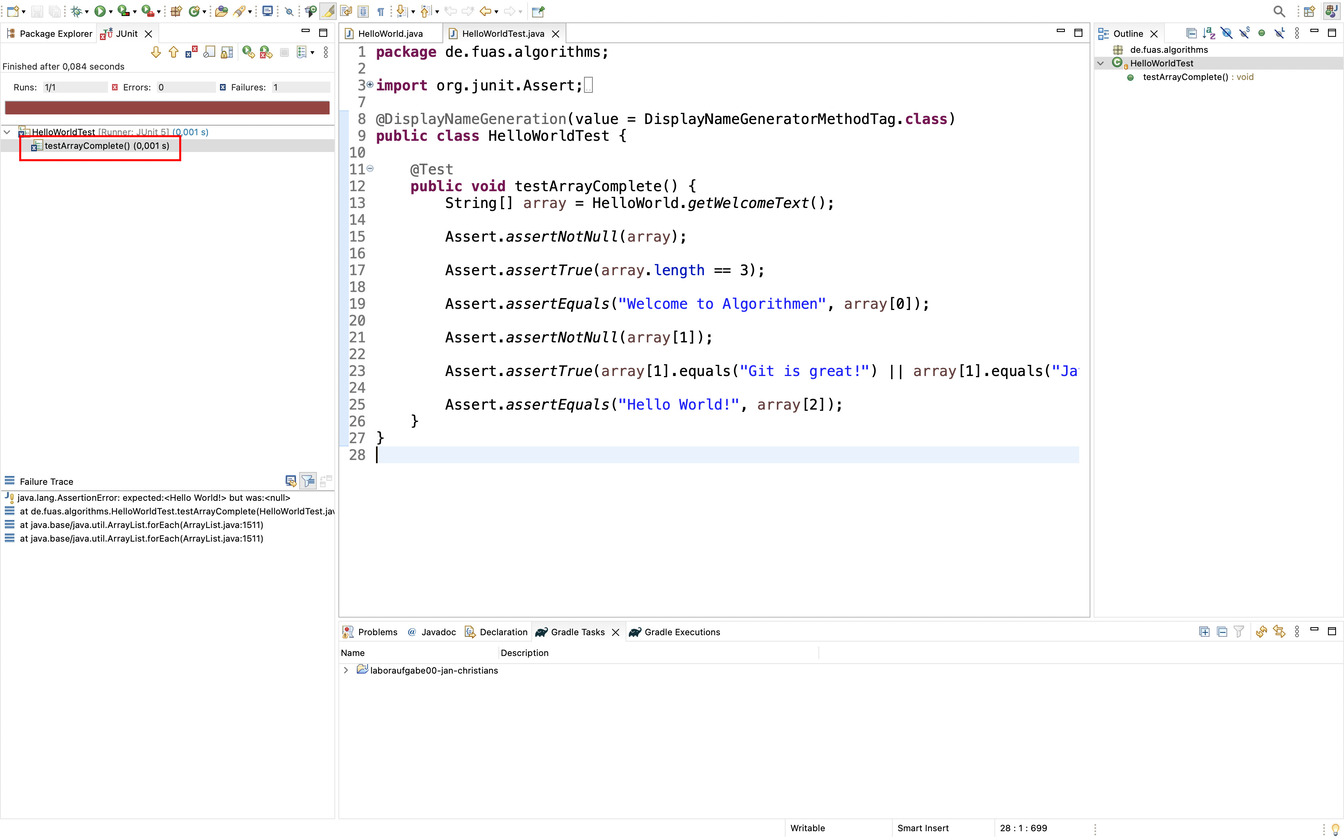 Package Explorer
JUnit
Finished after 0,084 seconds
Runs: 1/1
Errors: 0
Failures: 1
HelloWorldTest [Runner: JUnit 5] (0,001 s)
testArrayComplete() (0,001 s)
Failure Trace
java.lang.AssertionError: expected:<Hello World!> but was:<null>
at de.fuas.algorithms.HelloWorldTest.testArrayComplete(HelloWorldTest.jav
at java.base/java.util.ArrayList.forEach(ArrayList.java:1511)
at java.base/java.util.ArrayList.forEach(ArrayList.java:1511)
HelloWorld.java
HelloWorldTest.java
1 package de.fuas.algorithms;
2
3 import org.junit.Assert;
7
8 @DisplayNameGeneration(value = DisplayNameGeneratorMethodTag.class)
9 public class HelloWorldTest {
10
11 @Test
12 public void testArrayComplete() {
13 String[] array = HelloWorld.getWelcomeText();
14
15 Assert.assertNotNull(array);
16
17 Assert.assertTrue(array.length == 3);
18
19 Assert.assertEquals("Welcome to Algorithmen", array[0]);
20
21 Assert.assertNotNull(array[1]);
22
23 Assert.assertTrue(array[1].equals("Git is great!") || array[1].equals("Ja
24
25 Assert.assertEquals("Hello World!", array[2]);
26 }
27 }
28
Outline
de.fuas.algorithms
HelloWorldTest
testArrayComplete() : void
Problems
@ Javadoc
Declaration
Gradle Tasks
Gradle Executions
Name Description
laboraufgabe00-jan-christians
Writable
Smart Insert
28 : 1 : 699